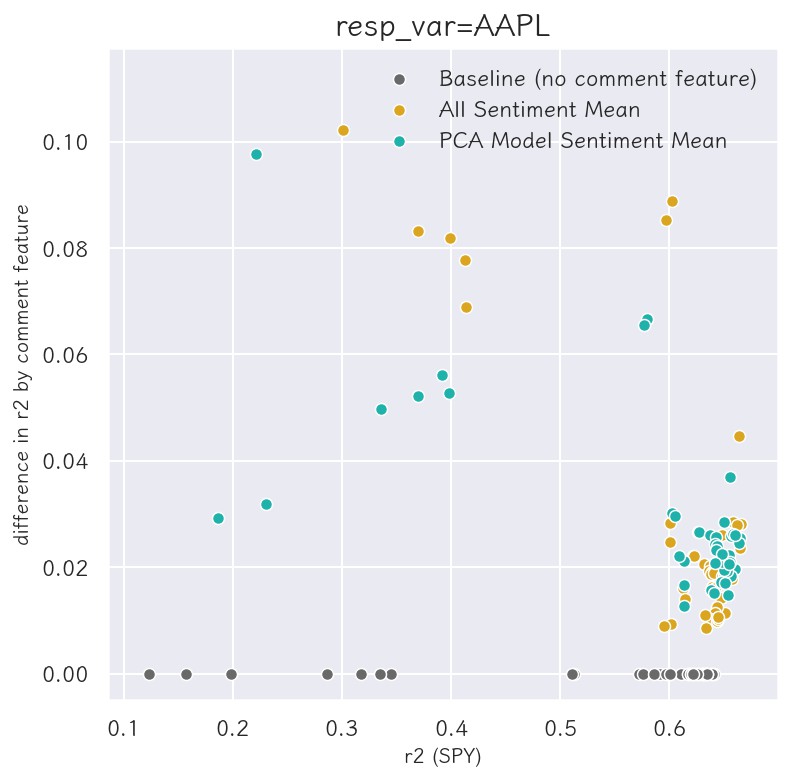 resp_var=AAPL
Baseline (no comment feature)
All Sentiment Mean
PCA Model Sentiment Mean
difference in r2 by comment feature
0.10
0.08
0.06
0.04
0.02
0.00
0.1 0.2 0.3 0.4 0.5 0.6
r2 (SPY)